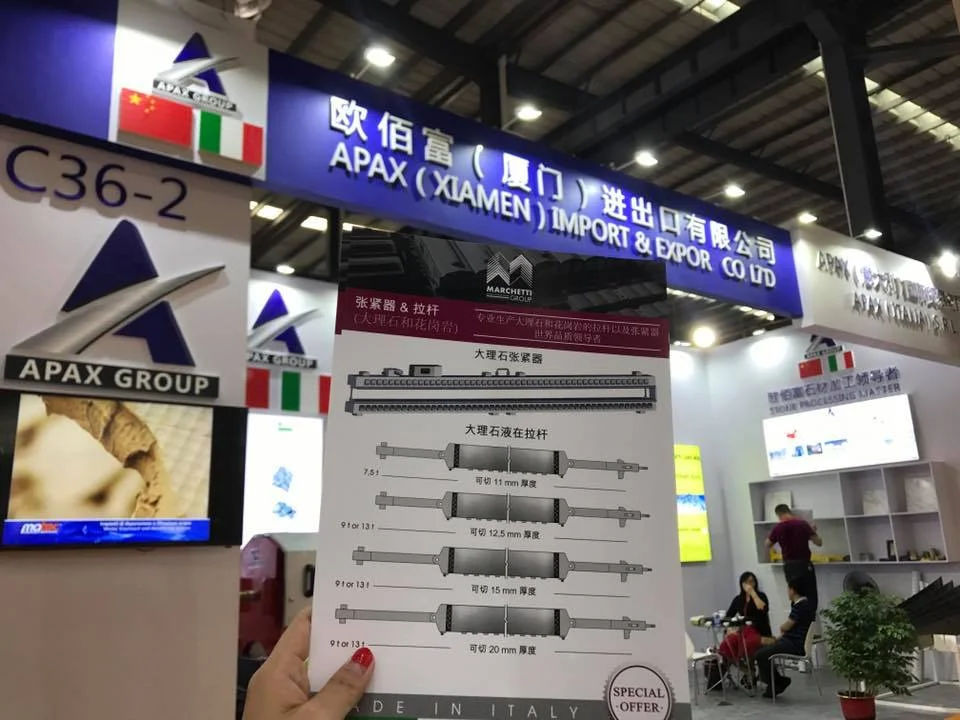 APAX GROUP
C36-2
APAX GROUP
欧佰富（厦门）进出口有限公司
APAX ( XIAMEN ) IMPORT & EXPOR CO LTD
APAX
S.R.L
APAX GROUP
欧佰富石材加工领导者
STONE PROCESSING MASTER
MARCHETTI
GROUP
张紧器 & 拉杆
(大理石和花岗岩)
专业生产大理石和花岗岩的拉杆以及张紧器
世界品质领导者
大理石张紧器
大理石液在拉杆
7,5 t
可切 11 mm 厚度
9 t or 13 t
可切 12,5 mm 厚度
9 t or 13 t
可切 15 mm 厚度
9 t or 13 t
可切 20 mm 厚度
ADE IN ITALY
SPECIAL
OFFER